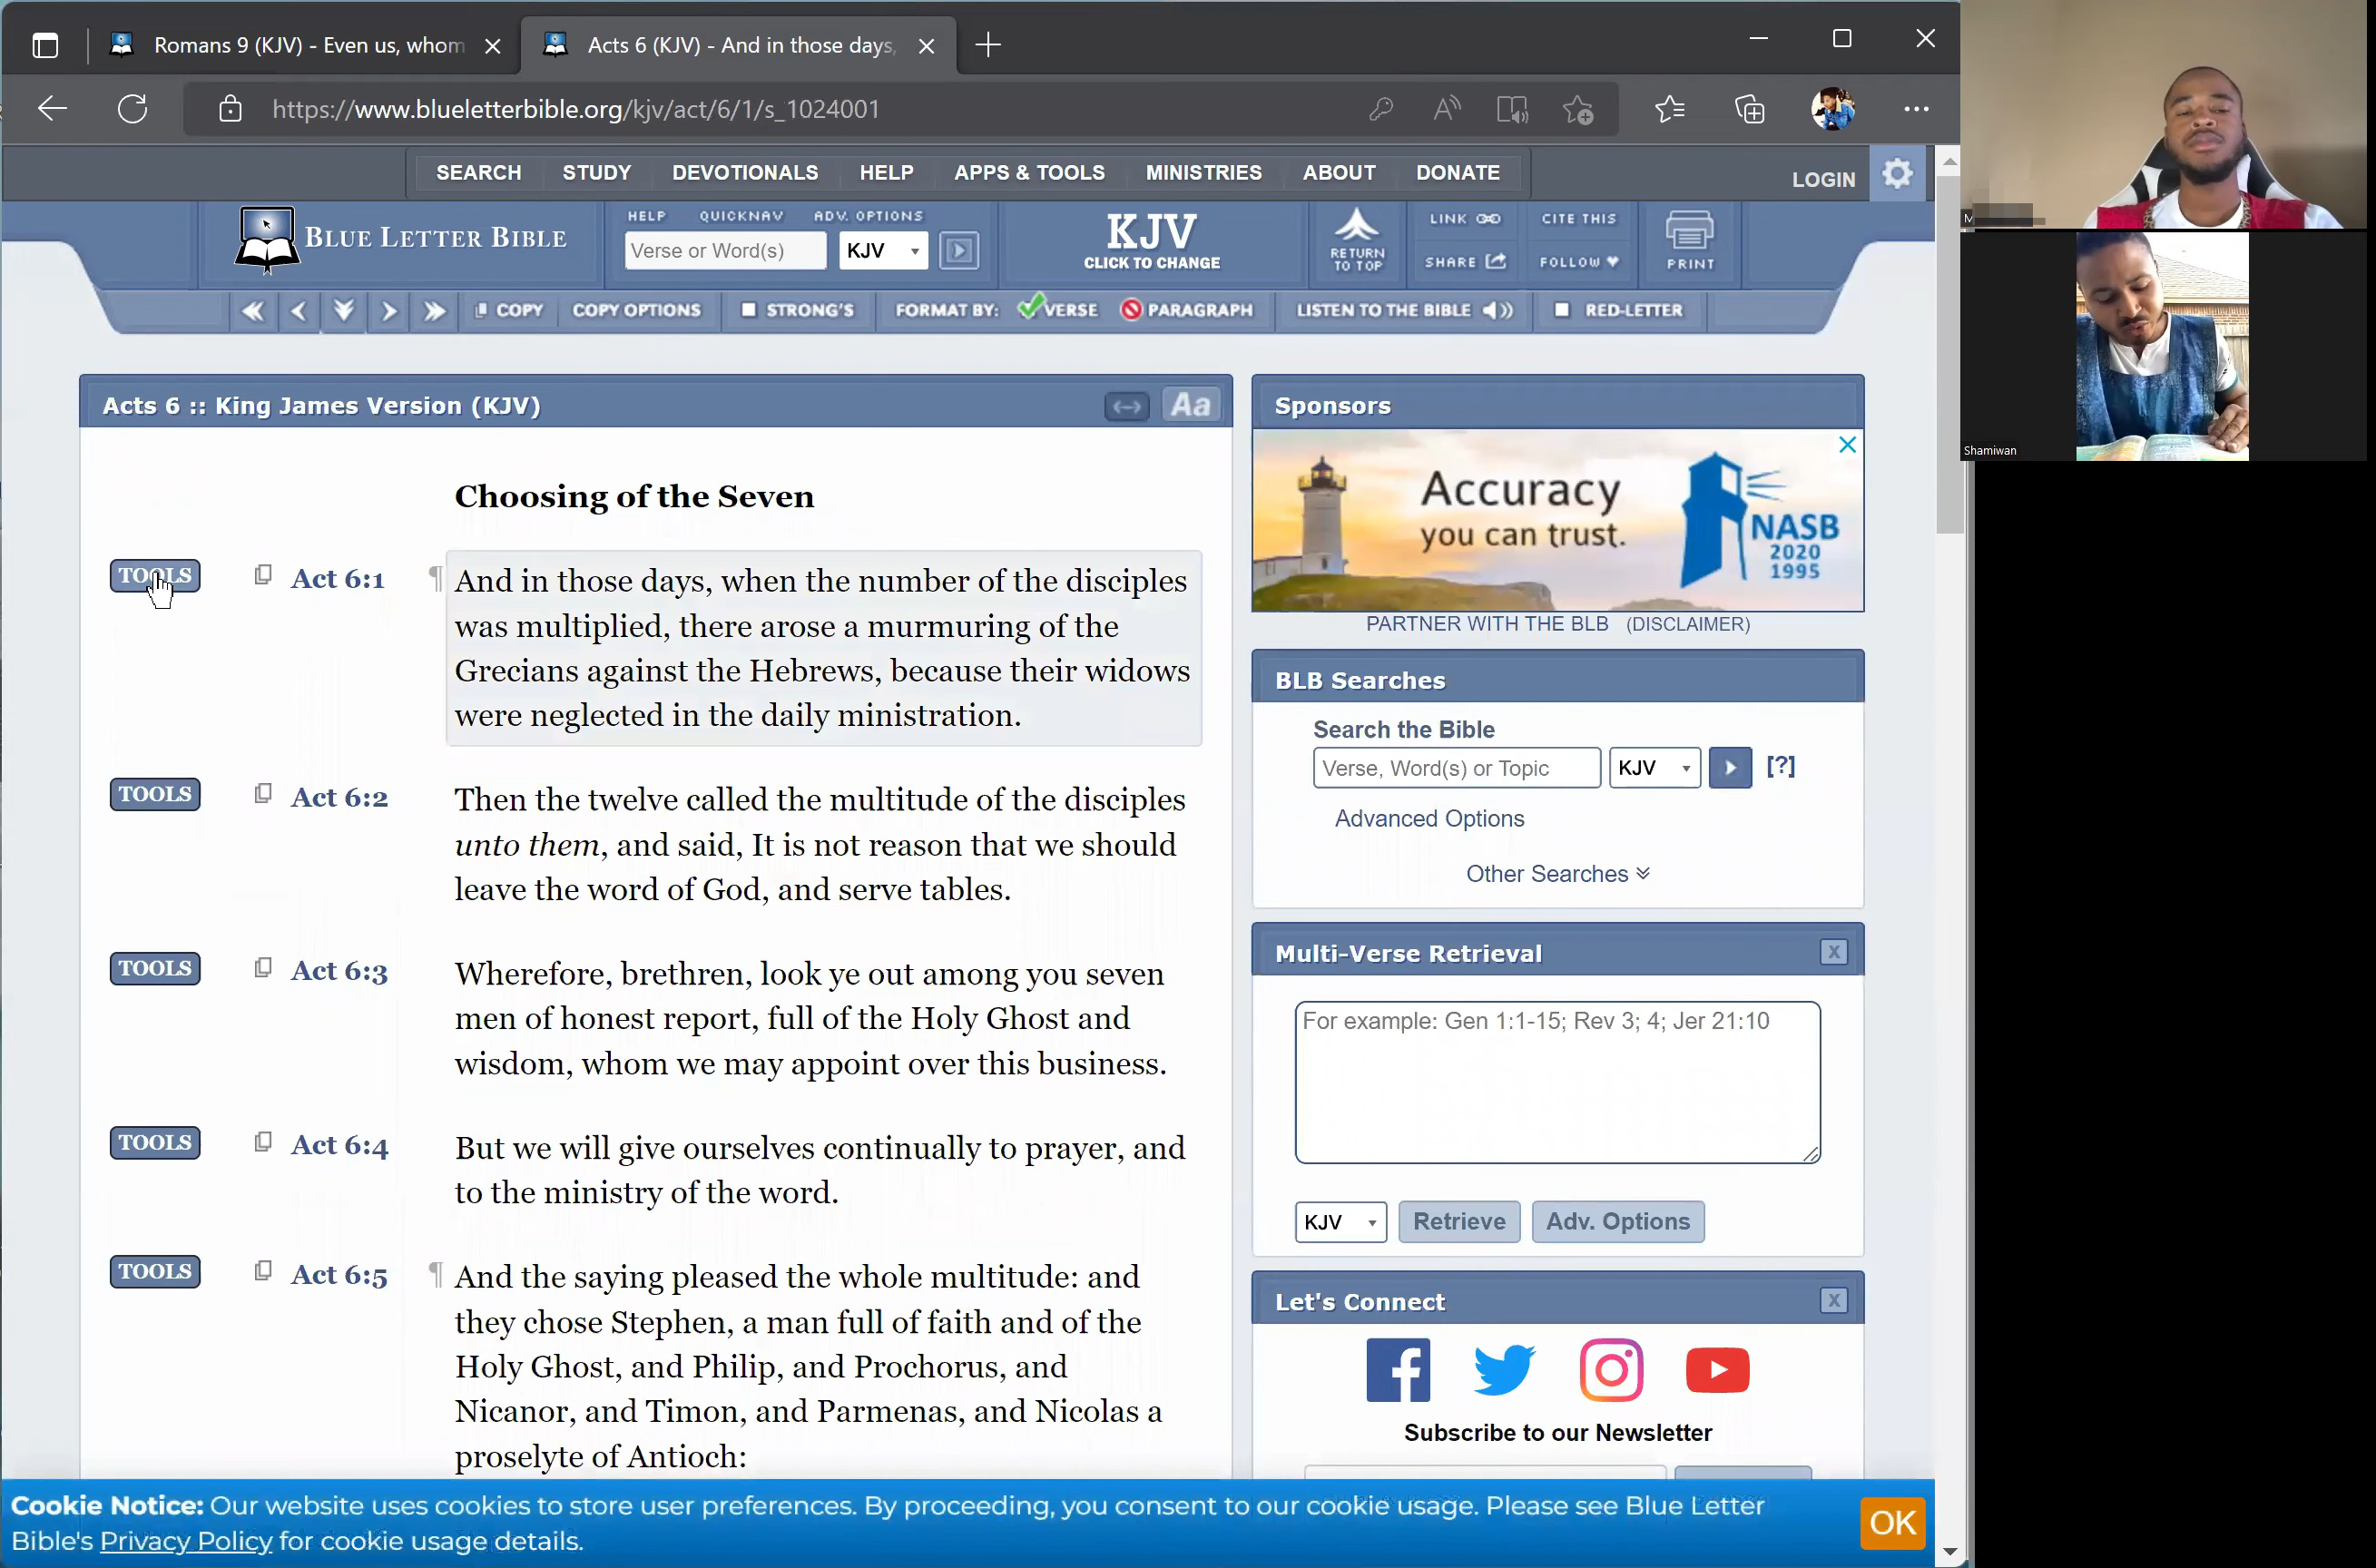 Romans 9 (KJV) - Even us, whom
Acts 6 (KJV) - And in those days,
https://www.blueletterbible.org/kjv/act/6/1/s_1024001
SEARCH STUDY DEVOTIONALS HELP APPS & TOOLS MINISTRIES ABOUT DONATE
LOGIN
BLUE LETTER BIBLE
HELP QUICKNAV ADV. OPTIONS
Verse or Word(s) KJV
KJV
CLICK TO CHANGE
RETURN
TO TOP
LINK CITE THIS
SHARE FOLLOW
PRINT
COPY COPY OPTIONS STRONG'S FORMAT BY: VERSE PARAGRAPH LISTEN TO THE BIBLE RED-LETTER
Acts 6 :: King James Version (KJV)
Aa
Choosing of the Seven
TOOLS Act 6:1 ¶ And in those days, when the number of the disciples
was multiplied, there arose a murmuring of the
Grecians against the Hebrews, because their widows
were neglected in the daily ministration.
TOOLS Act 6:2 Then the twelve called the multitude of the disciples
unto them, and said, It is not reason that we should
leave the word of God, and serve tables.
TOOLS Act 6:3 Wherefore, brethren, look ye out among you seven
men of honest report, full of the Holy Ghost and
wisdom, whom we may appoint over this business.
TOOLS Act 6:4 But we will give ourselves continually to prayer, and
to the ministry of the word.
TOOLS Act 6:5 ¶ And the saying pleased the whole multitude: and
they chose Stephen, a man full of faith and of the
Holy Ghost, and Philip, and Prochorus, and
Nicanor, and Timon, and Parmenas, and Nicolas a
proselyte of Antioch:
Sponsors
Accuracy
you can trust.
NASB
2020
1995
PARTNER WITH THE BLB (DISCLAIMER)
BLB Searches
Search the Bible
Verse, Word(s) or Topic KJV [?]
Advanced Options
Other Searches
Multi-Verse Retrieval X
For example: Gen 1:1-15; Rev 3; 4; Jer 21:10
KJV Retrieve Adv. Options
Let's Connect X
Subscribe to our Newsletter
Cookie Notice: Our website uses cookies to store user preferences. By proceeding, you consent to our cookie usage. Please see Blue Letter
Bible's Privacy Policy for cookie usage details.
OK
Shamiwan